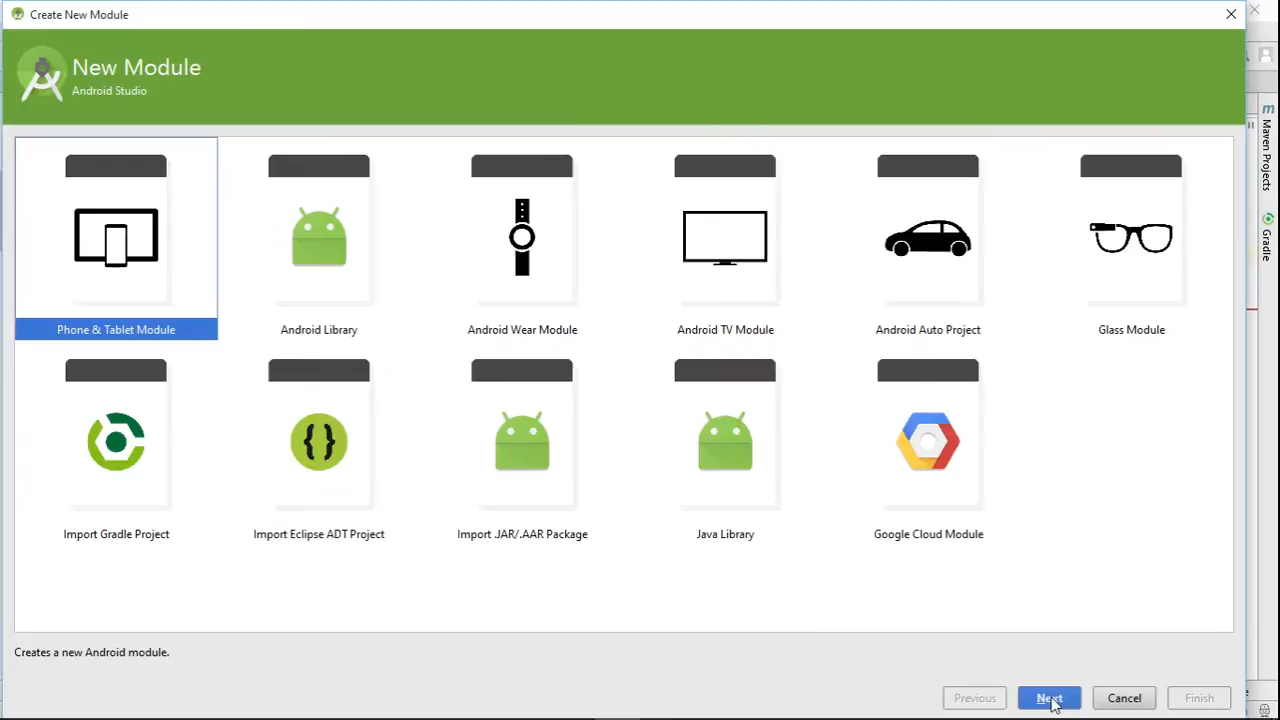 Create New Module
New Module
Android Studio
Phone & Tablet Module
Android Library
Android Wear Module
Android TV Module
Android Auto Project
Glass Module
Import Gradle Project
Import Eclipse ADT Project
Import .JAR/.AAR Package
Java Library
Google Cloud Module
Creates a new Android module.
Previous
Next
Cancel
Finish
Maven Projects
Gradle